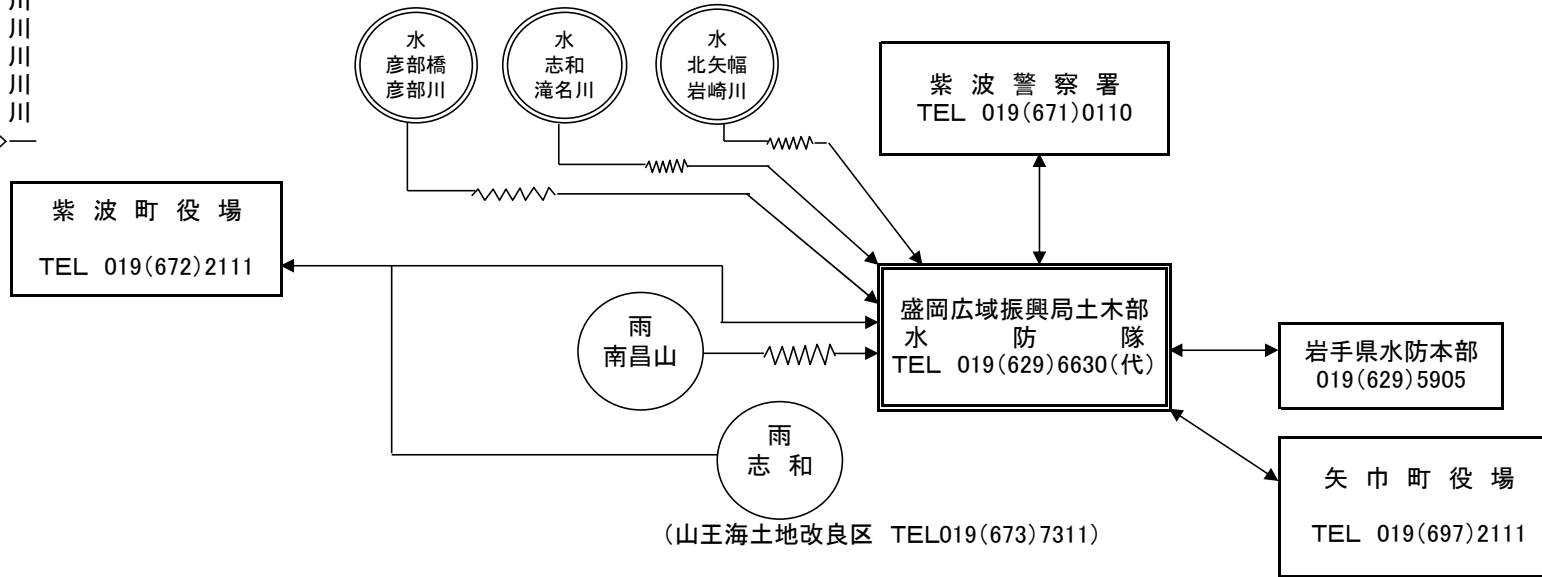 川
川
川
川
川
水
彦部橋
彦部川
水
志和
滝名川
水
北矢幅
岩崎川
紫波警察署
TEL 019(671)0110
紫波町役場
TEL 019(672)2111
盛岡広域振興局土木部
水防隊
TEL 019(629)6630(代)
雨
南昌山
岩手県水防本部
019(629)5905
雨
志和
(山王海土地改良区 TEL019(673)7311)
矢巾町役場
TEL 019(697)2111